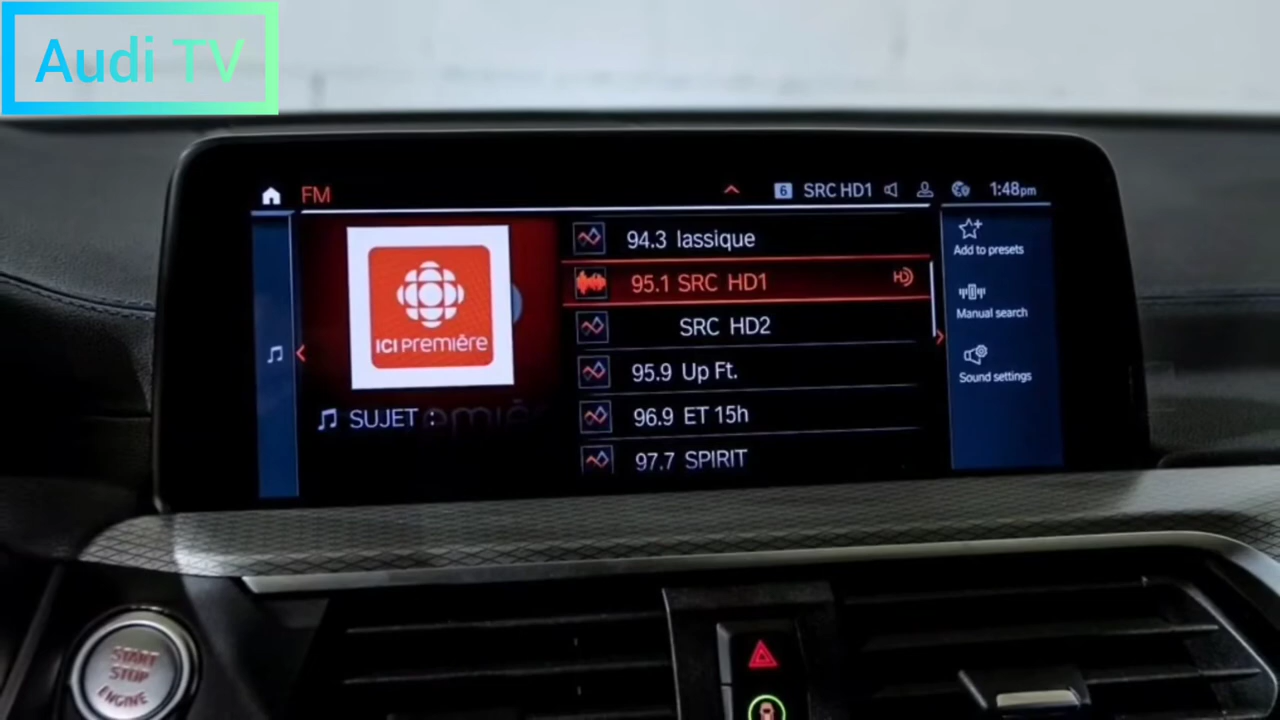 Audi TV
FM
6 SRC HD1 1:48pm
94.3 lassique
95.1 SRC HD1 HD
SRC HD2
95.9 Up Ft.
96.9 ET 15h
97.7 SPIRIT
ICI PREMIÈRE
SUJET :
Add to presets
Manual search
Sound settings
START
STOP
ENGINE